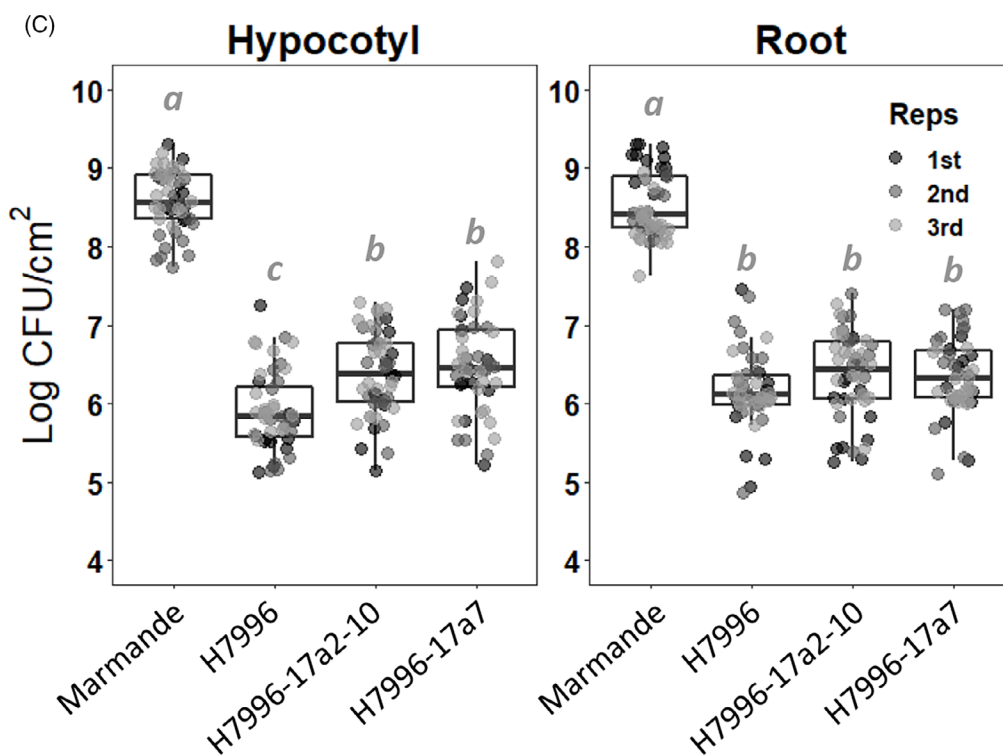 (C)
Hypocotyl
Root
Log CFU/cm²
10
9
8
7
6
5
4
a
c
b
b
Marmande
H7996
H7996-17a2-10
H7996-17a7
10
9
8
7
6
5
4
a
b
b
b
Reps
1st
2nd
3rd
Marmande
H7996
H7996-17a2-10
H7996-17a7